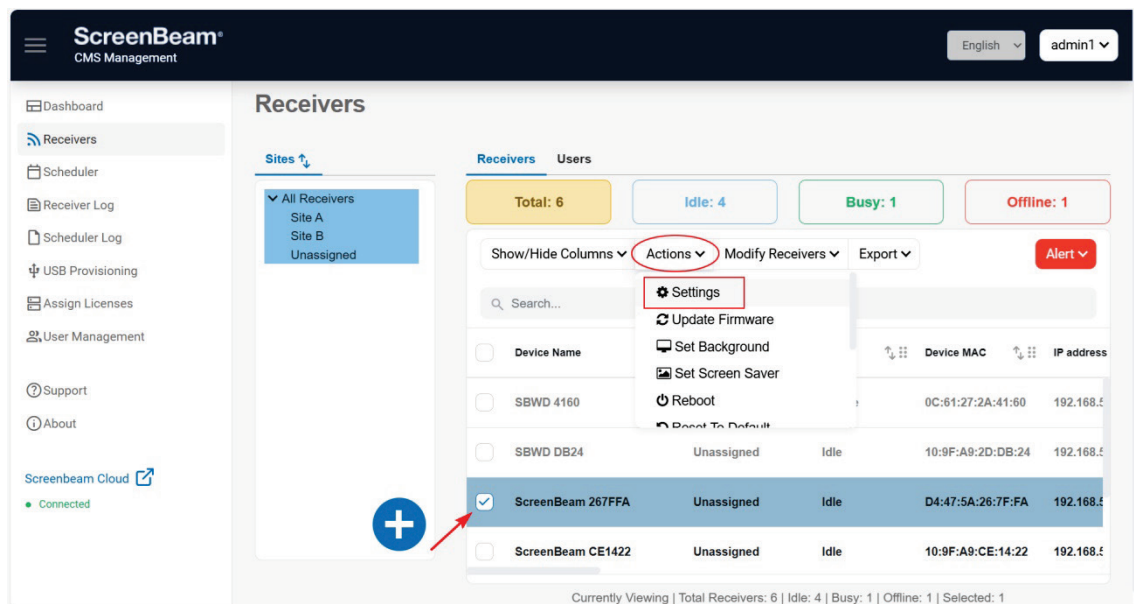 ScreenBeam
CMS Management
English
admin1
Dashboard
Receivers
Scheduler
Receiver Log
Scheduler Log
USB Provisioning
Assign Licenses
User Management
Support
About
Screenbeam Cloud
Connected
Receivers
Sites
All Receivers
Site A
Site B
Unassigned
Receivers Users
Total: 6 Idle: 4 Busy: 1 Offline: 1
Show/Hide Columns Actions Modify Receivers Export Alert
Search...
Settings
Update Firmware
Set Background
Set Screen Saver
Reboot
Reset To Default
Device Name Device MAC IP address
SBWD 4160 0C:61:27:2A:41:60 192.168.5
SBWD DB24 Unassigned Idle 10:9F:A9:2D:DB:24 192.168.5
ScreenBeam 267FFA Unassigned Idle D4:47:5A:26:7F:FA 192.168.5
ScreenBeam CE1422 Unassigned Idle 10:9F:A9:CE:14:22 192.168.5
Currently Viewing | Total Receivers: 6 | Idle: 4 | Busy: 1 | Offline: 1 | Selected: 1